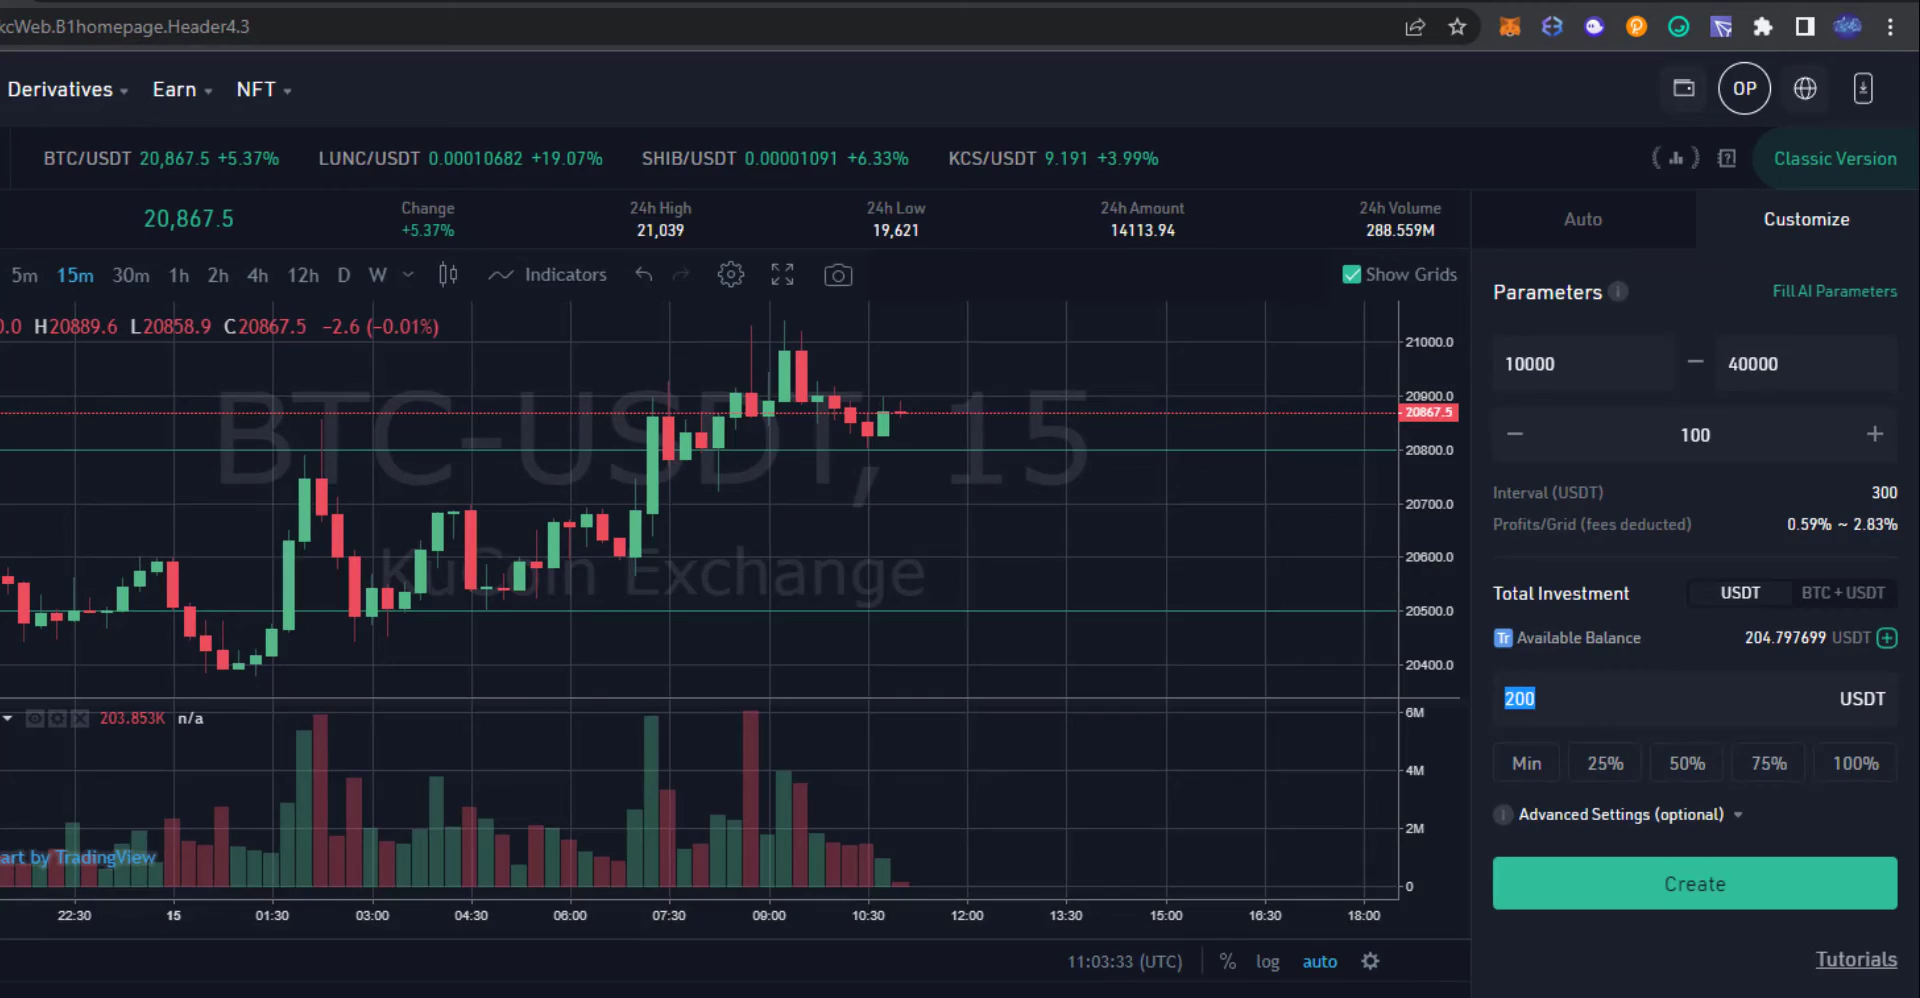 kcWeb.B1homepage.Header4.3
Derivatives Earn NFT
OP
BTC/USDT 20,867.5 +5.37% LUNC/USDT 0.00010682 +19.07% SHIB/USDT 0.00001091 +6.33% KCS/USDT 9.191 +3.99%
Classic Version
20,867.5
Change
+5.37%
24h High
21,039
24h Low
19,621
24h Amount
14113.94
24h Volume
288.559M
Auto
Customize
5m 15m 30m 1h 2h 4h 12h D W Indicators
Show Grids
0.0 H20889.6 L20858.9 C20867.5 −2.6 (−0.01%)
BTC-USDT, 15
KuCoin Exchange
21000.0
20900.0
20867.5
20800.0
20700.0
20600.0
20500.0
20400.0
203.853K n/a
6M
4M
2M
0
art by TradingView
22:30 15 01:30 03:00 04:30 06:00 07:30 09:00 10:30 12:00 13:30 15:00 16:30 18:00
11:03:33 (UTC) % log auto
Parameters
Fill AI Parameters
10000 – 40000
− 100 +
Interval (USDT) 300
Profits/Grid (fees deducted) 0.59% ~ 2.83%
Total Investment USDT BTC + USDT
Tr Available Balance 204.797699 USDT
200 USDT
Min 25% 50% 75% 100%
Advanced Settings (optional)
Create
Tutorials